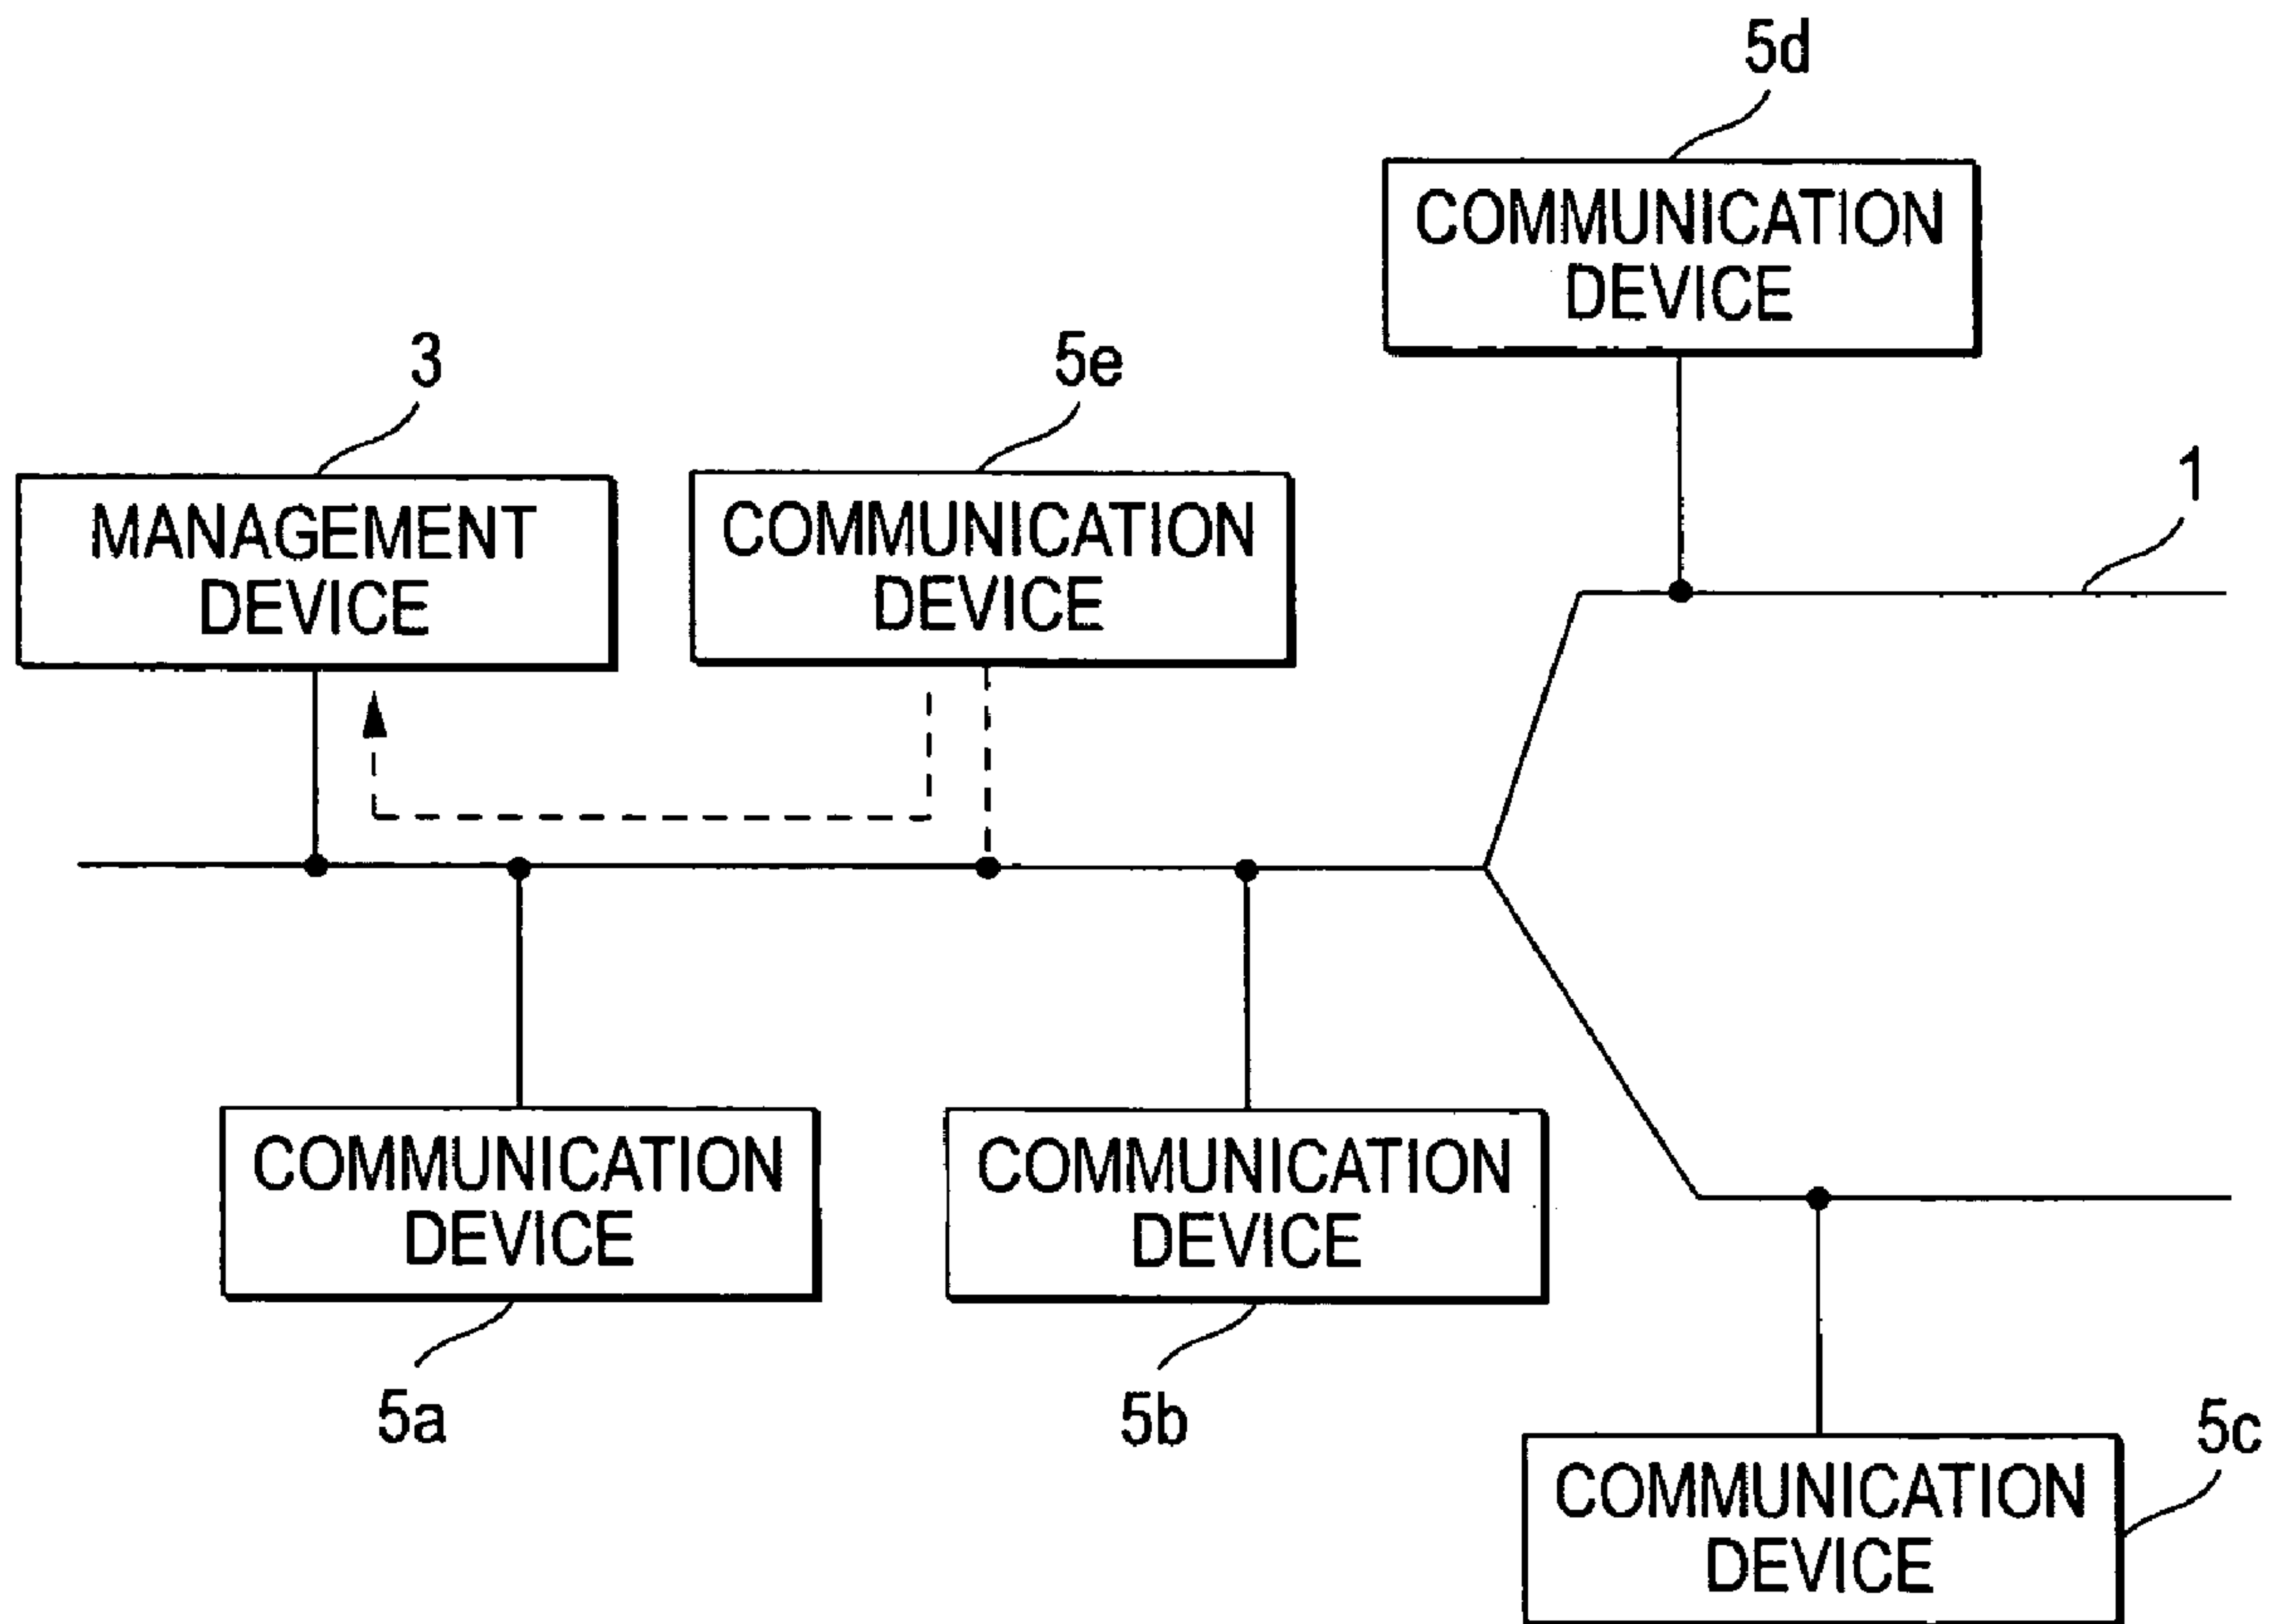 5d
COMMUNICATION
DEVICE
3
5e
1
MANAGEMENT
DEVICE
COMMUNICATION
DEVICE
COMMUNICATION
DEVICE
COMMUNICATION
DEVICE
5a
5b
5c
COMMUNICATION
DEVICE